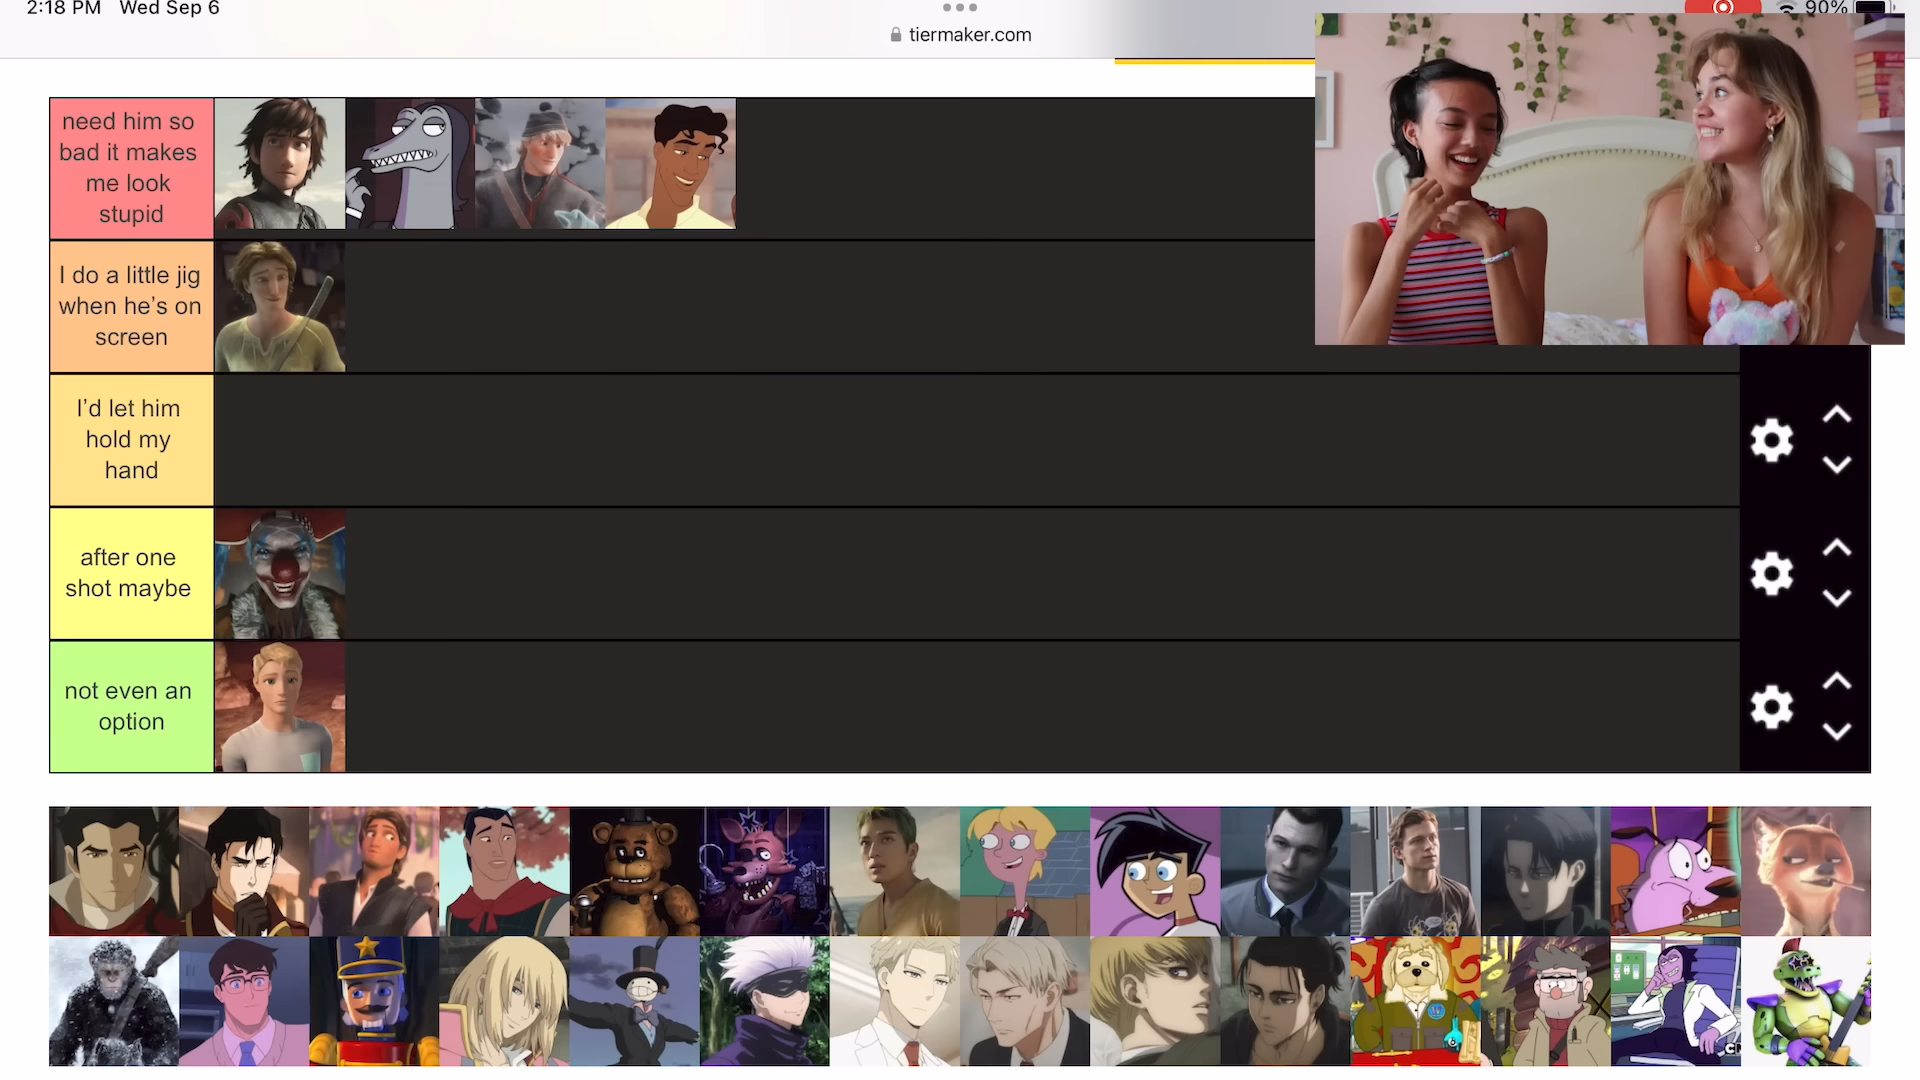 2:18 PM Wed Sep 6
90%
tiermaker.com
need him so
bad it makes
me look
stupid
I do a little jig
when he's on
screen
I'd let him
hold my
hand
after one
shot maybe
not even an
option